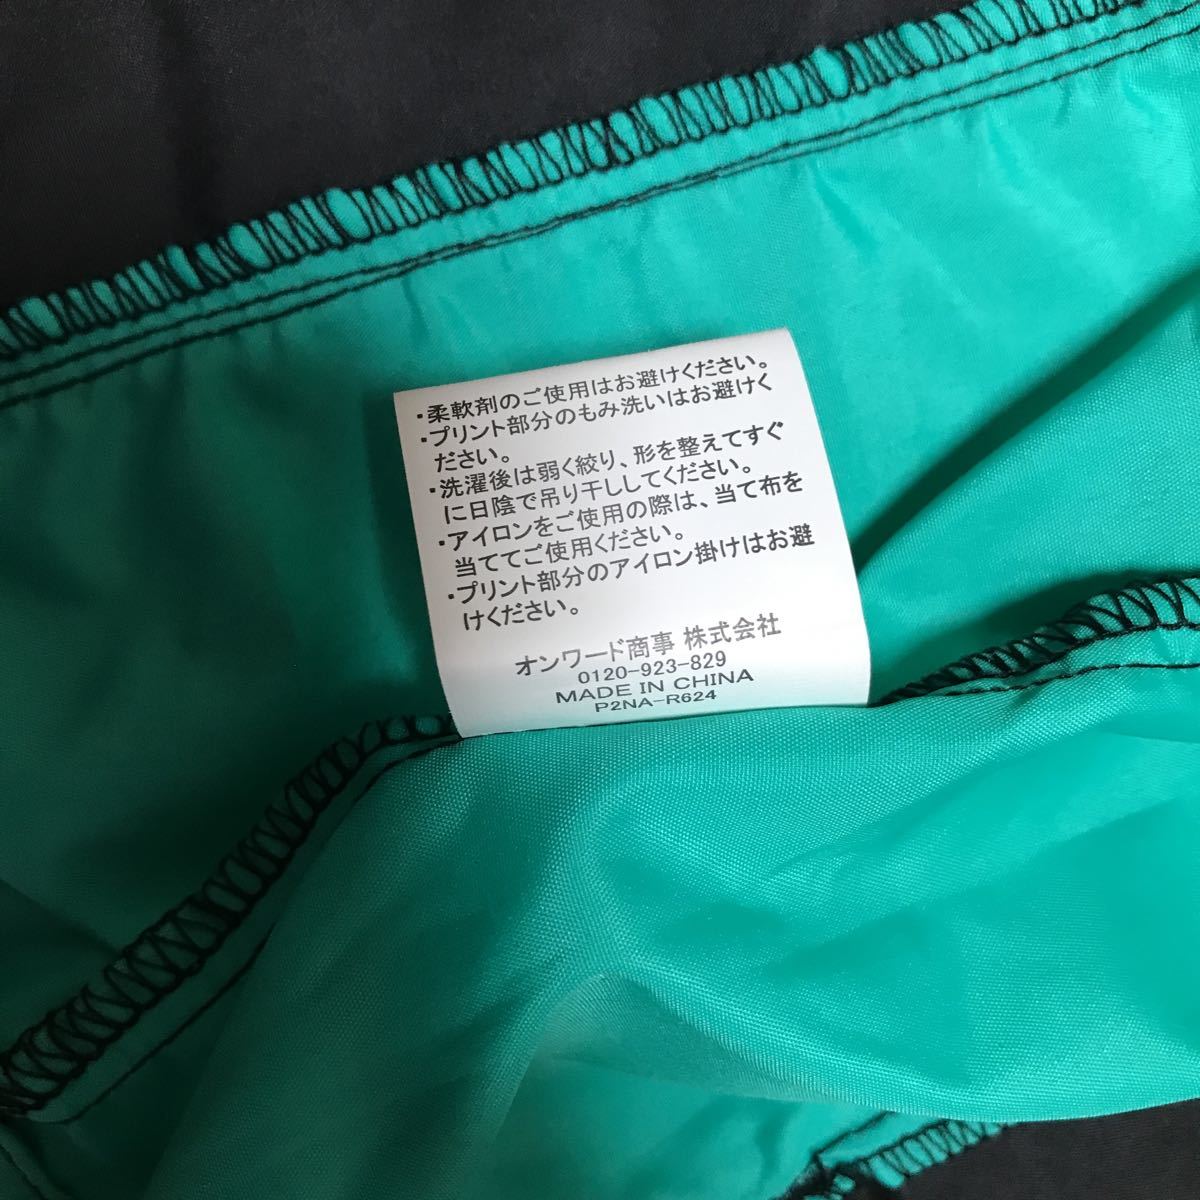 ・柔軟剤のご使用はお避けください。
・プリント部分のもみ洗いはお避けく
ださい。
・洗濯後は弱く絞り、形を整えてすぐ
に日陰で吊り干ししてください。
・アイロンをご使用の際は、当て布を
当ててご使用ください。
・プリント部分のアイロン掛けはお避
けください。
オンワード商事 株式会社
0120-923-829
MADE IN CHINA
P2NA-R624